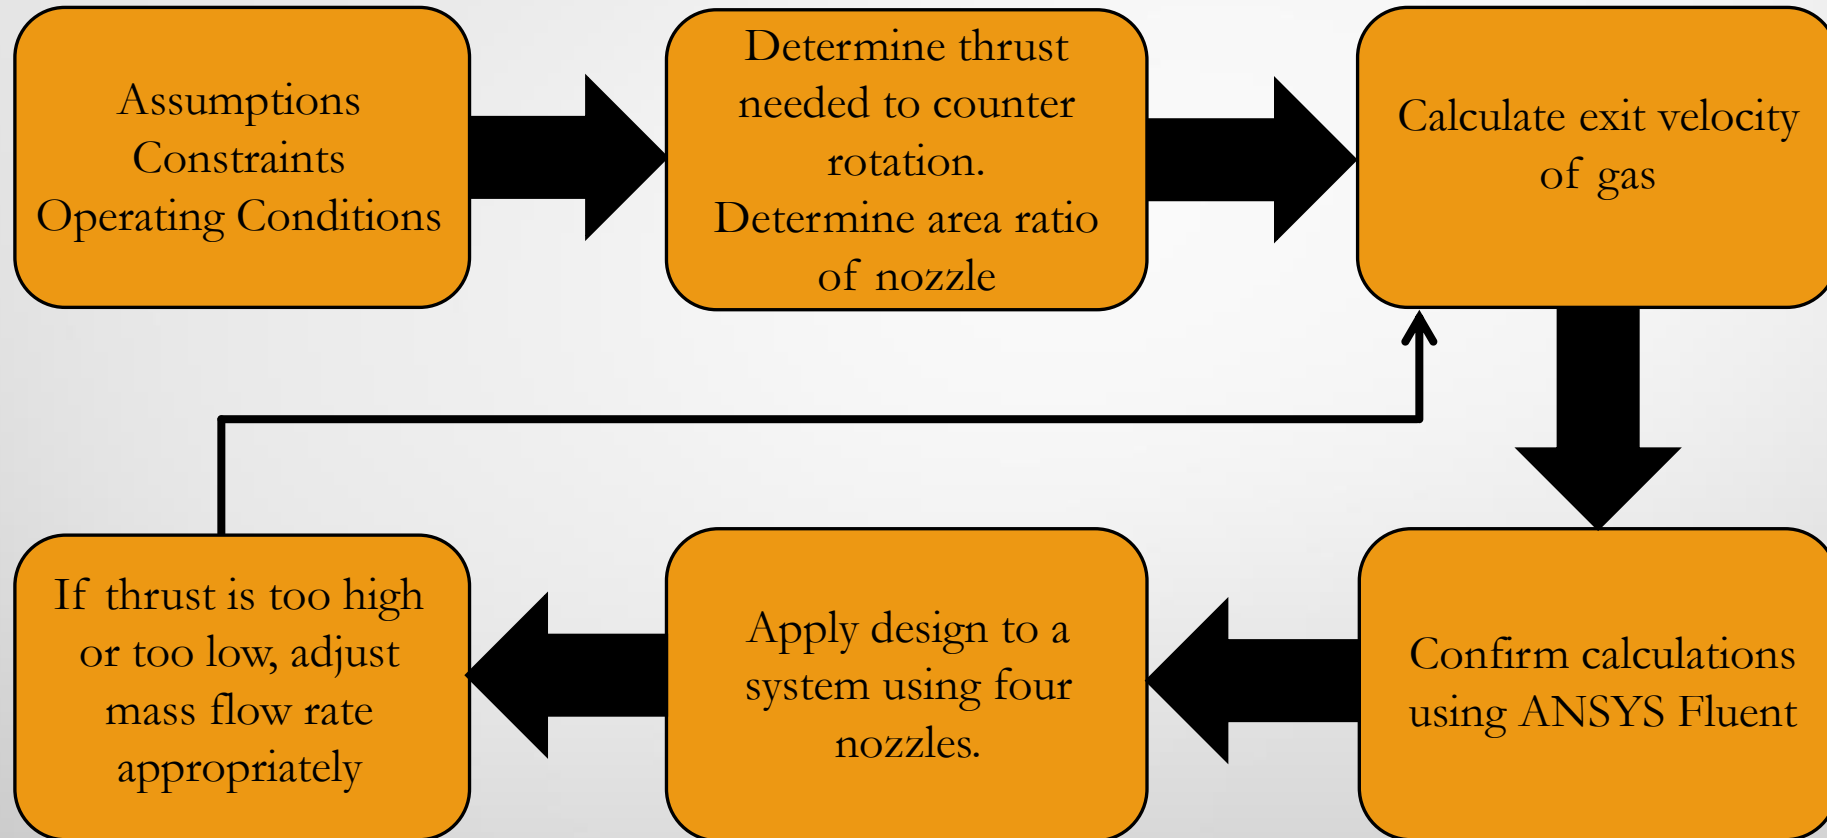 Assumptions
Constraints
Operating Conditions
Determine thrust
needed to counter
rotation.
Determine area ratio
of nozzle
Calculate exit velocity
of gas
If thrust is too high
or too low, adjust
mass flow rate
appropriately
Apply design to a
system using four
nozzles.
Confirm calculations
using ANSYS Fluent